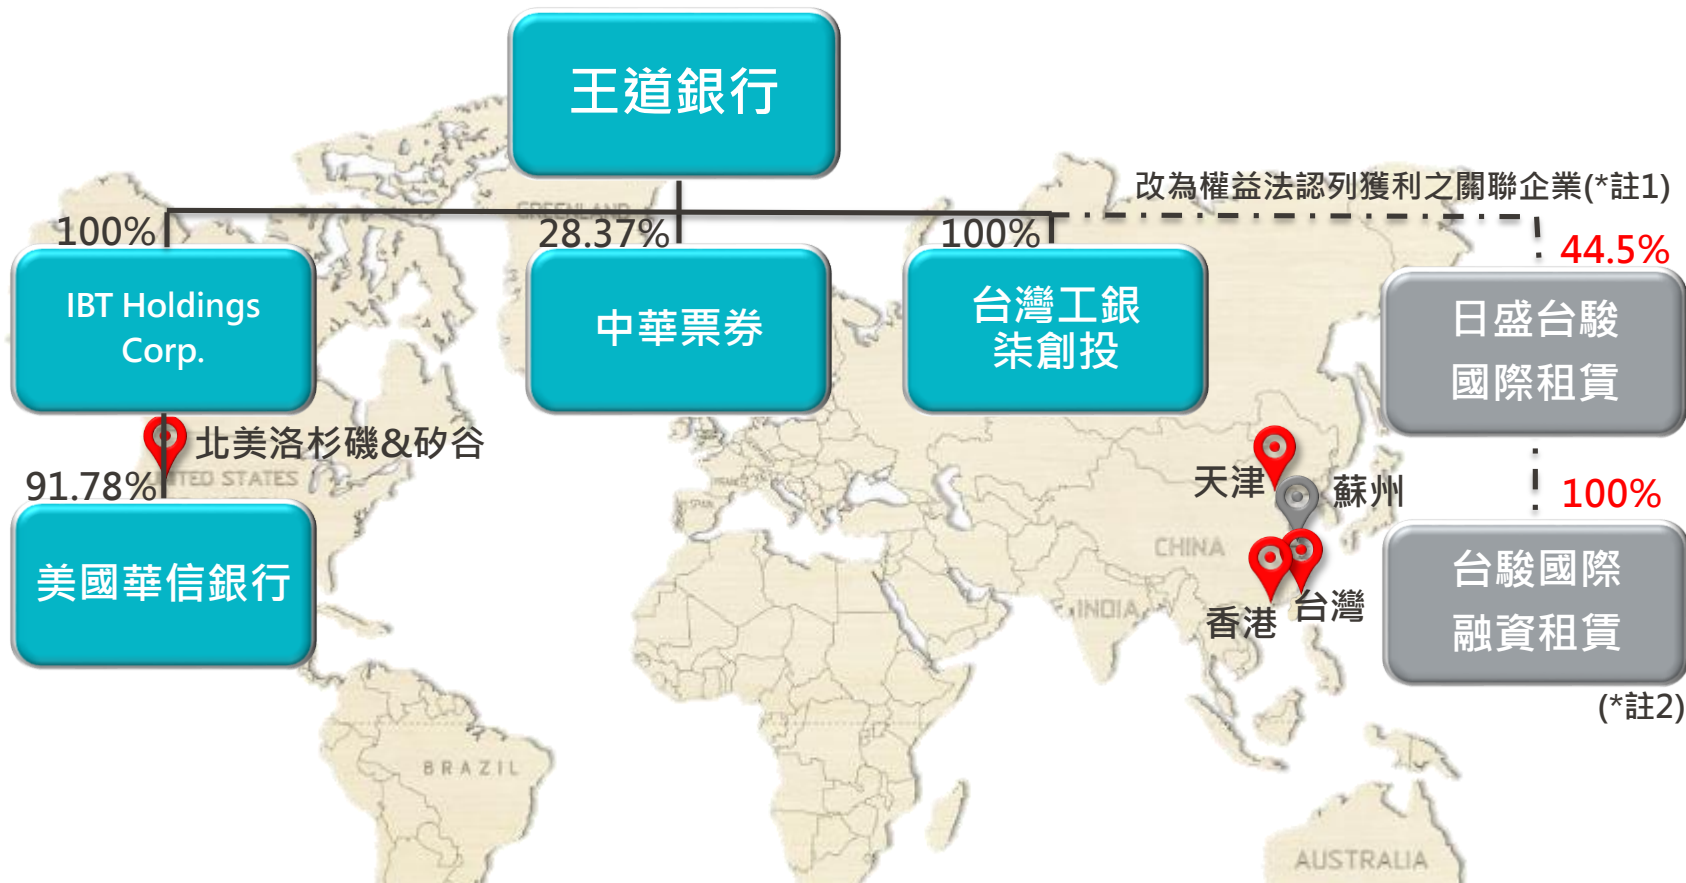 王道銀行
改為權益法認列獲利之關聯企業(*註1)
GREENLAND
100%
28.37%
100%
44.5%
IBT Holdings
Corp.
中華票券
台灣工銀
柒創投
日盛台駿
國際租賃
北美洛杉磯&矽谷
UNITED STATES
91.78%
天津
蘇州
100%
美國華信銀行
CHINA
INDIA
香港
台灣
台駿國際
融資租賃
(*註2)
BRAZIL
AUSTRALIA